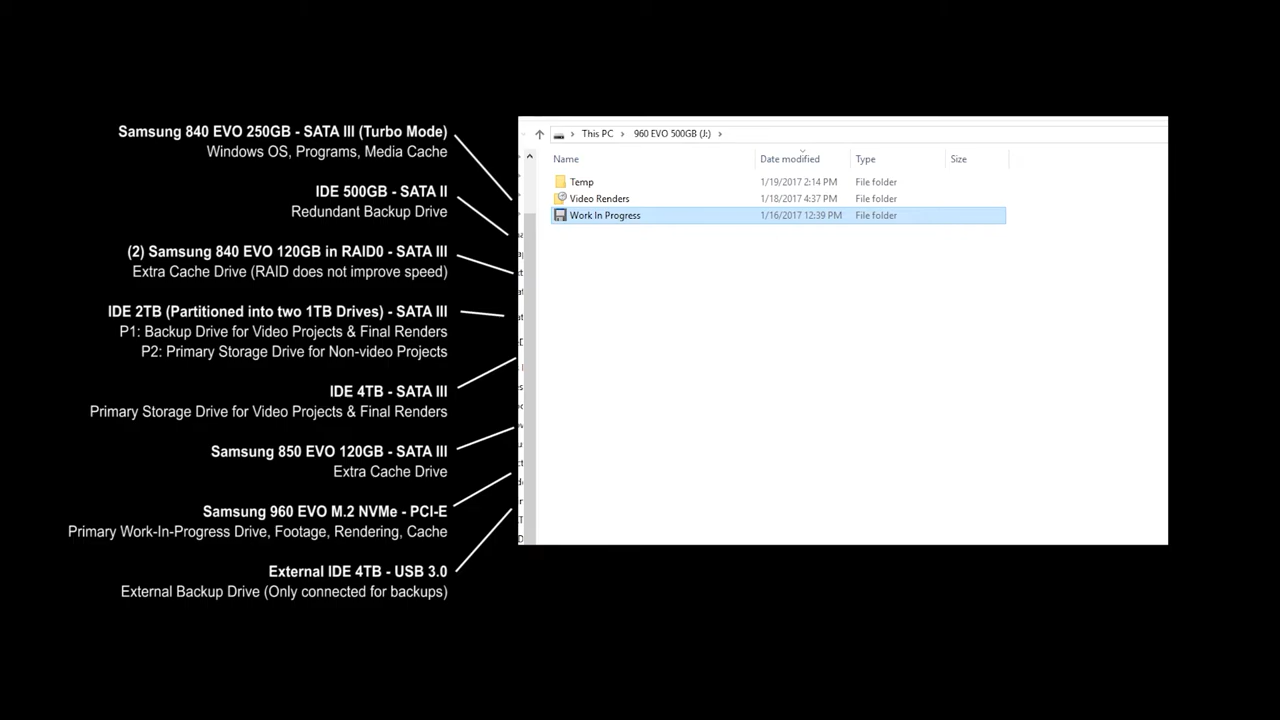 Samsung 840 EVO 250GB - SATA III (Turbo Mode)
Windows OS, Programs, Media Cache
IDE 500GB - SATA II
Redundant Backup Drive
(2) Samsung 840 EVO 120GB in RAID0 - SATA III
Extra Cache Drive (RAID does not improve speed)
IDE 2TB (Partitioned into two 1TB Drives) - SATA III
P1: Backup Drive for Video Projects & Final Renders
P2: Primary Storage Drive for Non-video Projects
IDE 4TB - SATA III
Primary Storage Drive for Video Projects & Final Renders
Samsung 850 EVO 120GB - SATA III
Extra Cache Drive
Samsung 960 EVO M.2 NVMe - PCI-E
Primary Work-In-Progress Drive, Footage, Rendering, Cache
External IDE 4TB - USB 3.0
External Backup Drive (Only connected for backups)
This PC > 960 EVO 500GB (J:) >
Name Date modified Type Size
Temp 1/19/2017 2:14 PM File folder
Video Renders 1/18/2017 4:37 PM File folder
Work In Progress 1/16/2017 12:39 PM File folder